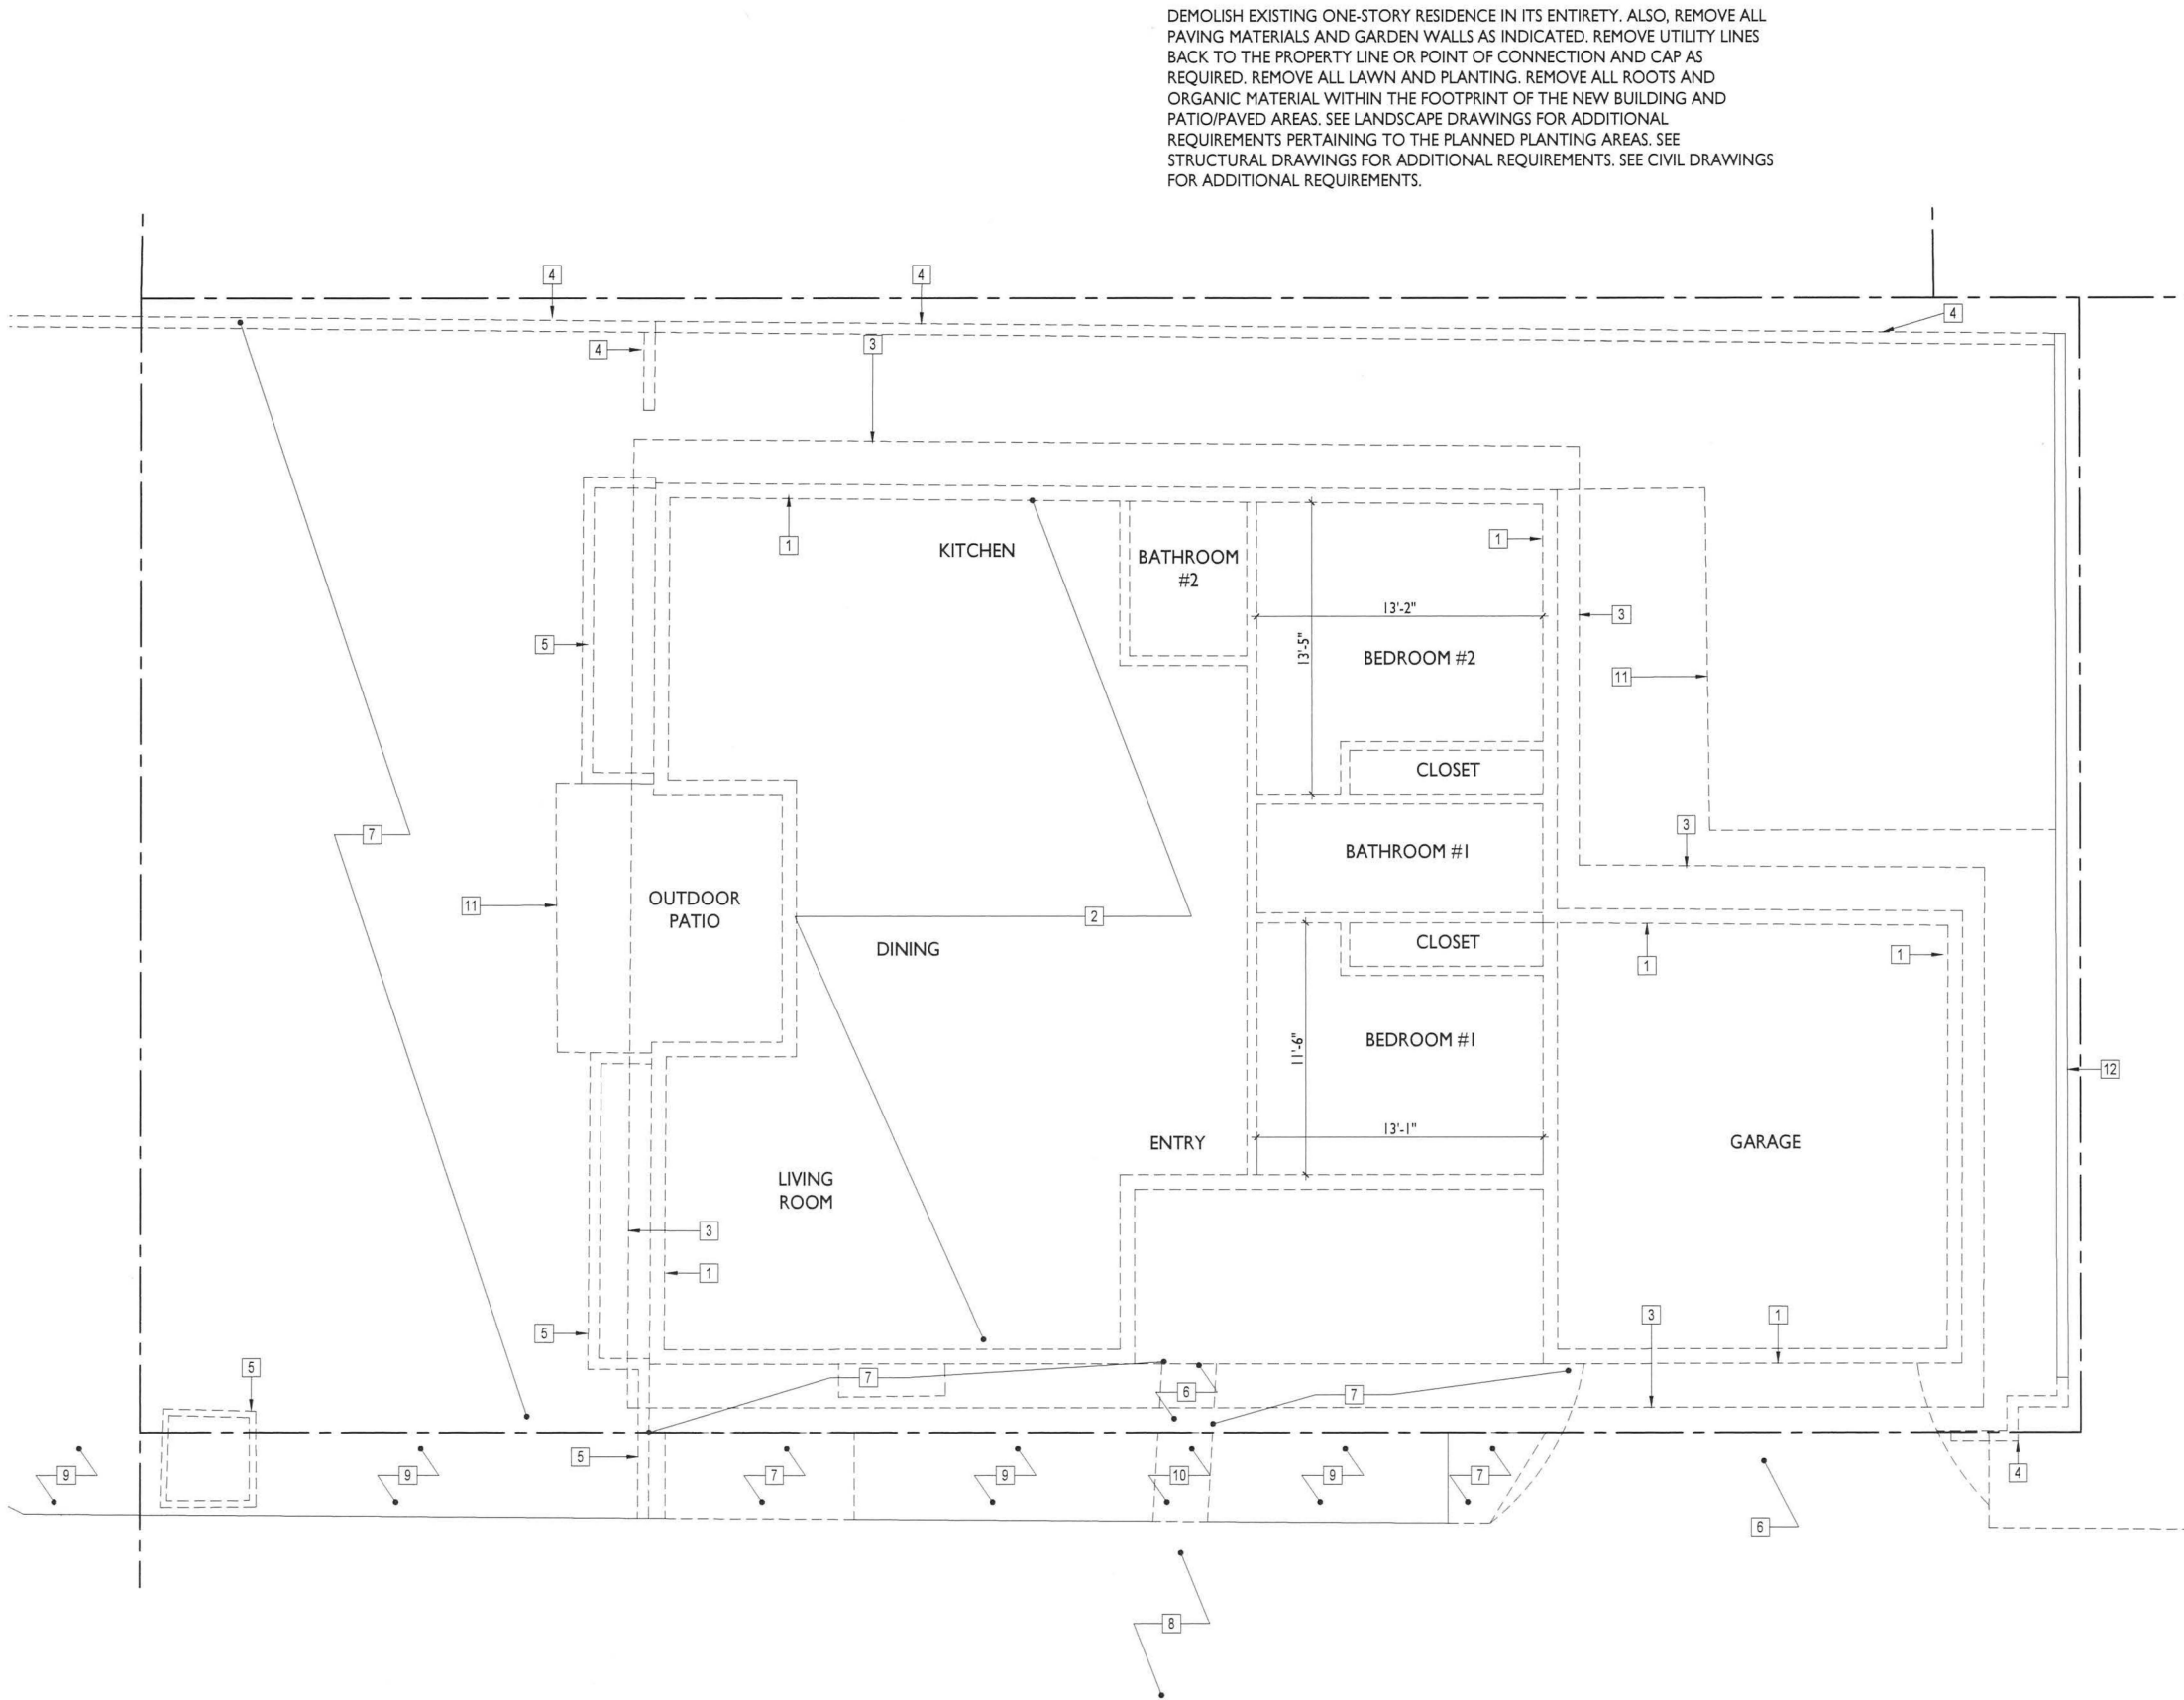 DEMOLISH EXISTING ONE-STORY RESIDENCE IN ITS ENTIRETY. ALSO, REMOVE ALL
PAVING MATERIALS AND GARDEN WALLS AS INDICATED. REMOVE UTILITY LINES
BACK TO THE PROPERTY LINE OR POINT OF CONNECTION AND CAP AS
REQUIRED. REMOVE ALL LAWN AND PLANTING. REMOVE ALL ROOTS AND
ORGANIC MATERIAL WITHIN THE FOOTPRINT OF THE NEW BUILDING AND
PATIO/PAVED AREAS. SEE LANDSCAPE DRAWINGS FOR ADDITIONAL
REQUIREMENTS PERTAINING TO THE PLANNED PLANTING AREAS. SEE
STRUCTURAL DRAWINGS FOR ADDITIONAL REQUIREMENTS. SEE CIVIL DRAWINGS
FOR ADDITIONAL REQUIREMENTS.
4
4
4
4
3
1
KITCHEN
BATHROOM
#2
1
13'-2"
3
13'-5"
5
BEDROOM #2
11
CLOSET
3
7
BATHROOM #1
11
OUTDOOR
PATIO
2
DINING
CLOSET
1
1
BEDROOM #1
11'-6"
12
13'-1"
ENTRY
GARAGE
LIVING
ROOM
3
1
3
1
5
5
7
6
7
5
9
9
7
9
10
9
7
4
6
8